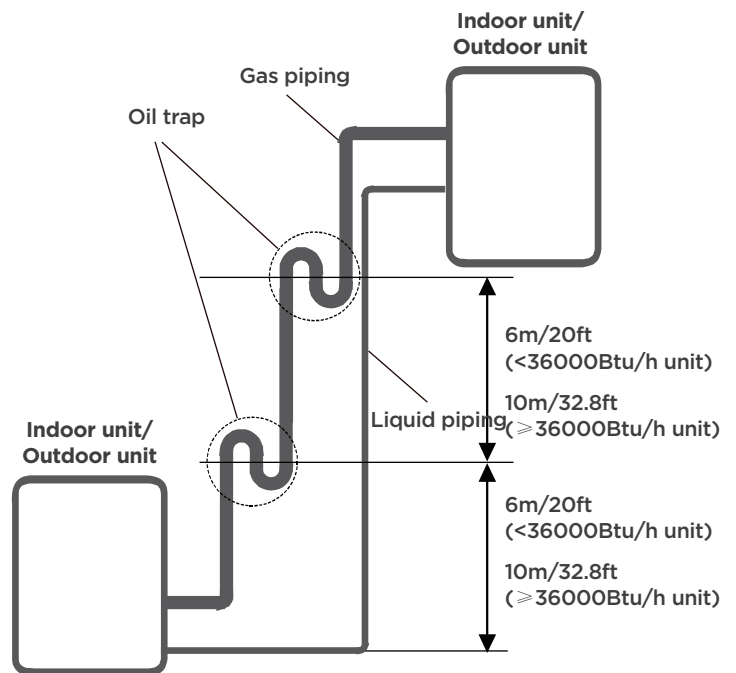 Indoor unit/
Outdoor unit
Gas piping
Oil trap
6m/20ft
(<36000Btu/h unit)
10m/32.8ft
(⩾36000Btu/h unit)
Liquid piping
Indoor unit/
Outdoor unit
6m/20ft
(<36000Btu/h unit)
10m/32.8ft
(⩾36000Btu/h unit)